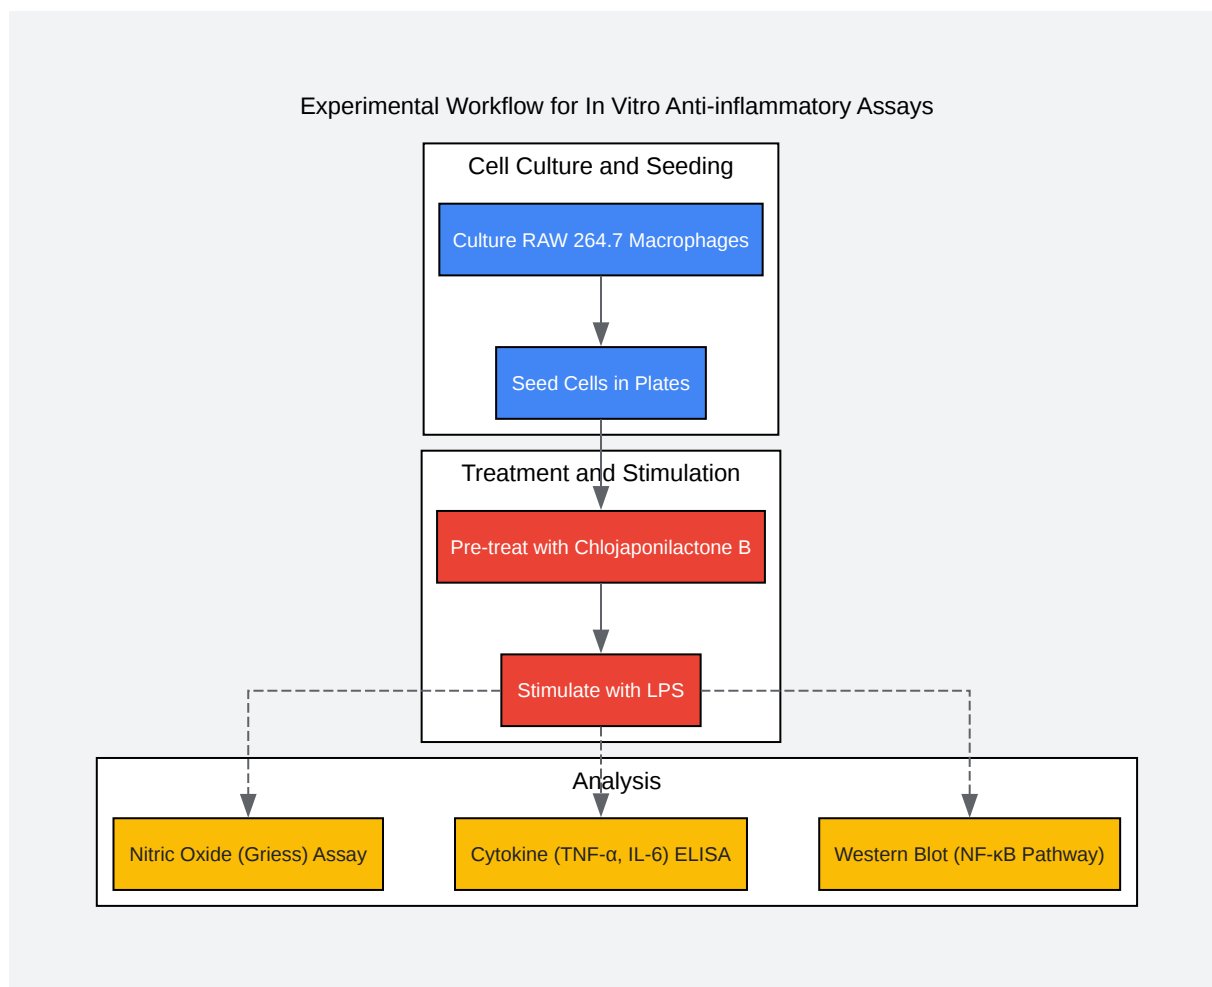 Experimental Workflow for In Vitro Anti-inflammatory Assays
Cell Culture and Seeding
Culture RAW 264.7 Macrophages
Seed Cells in Plates
Treatment and Stimulation
Pre-treat with Chlojaponilactone B
Stimulate with LPS
Analysis
Nitric Oxide (Griess) Assay
Cytokine (TNF-α, IL-6) ELISA
Western Blot (NF-κB Pathway)